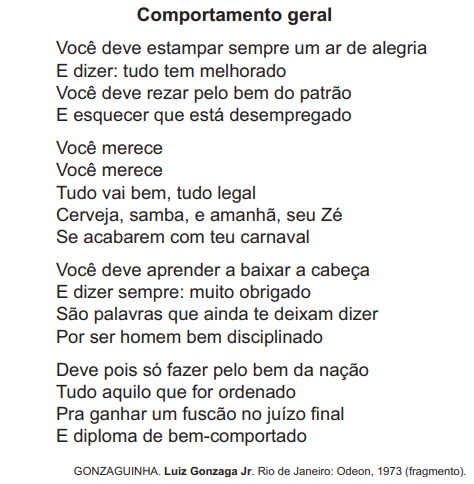 Comportamento geral
Você deve estampar sempre um ar de alegria
E dizer: tudo tem melhorado
Você deve rezar pelo bem do patrão
E esquecer que está desempregado
Você merece
Você merece
Tudo vai bem, tudo legal
Cerveja, samba, e amanhã, seu Zé
Se acabarem com teu carnaval
Você deve aprender a baixar a cabeça
E dizer sempre: muito obrigado
São palavras que ainda te deixam dizer
Por ser homem bem disciplinado
Deve pois só fazer pelo bem da nação
Tudo aquilo que for ordenado
Pra ganhar um fuscão no juízo final
E diploma de bem-comportado
GONZAGUINHA. Luiz Gonzaga Jr. Rio de Janeiro: Odeon, 1973 (fragmento).